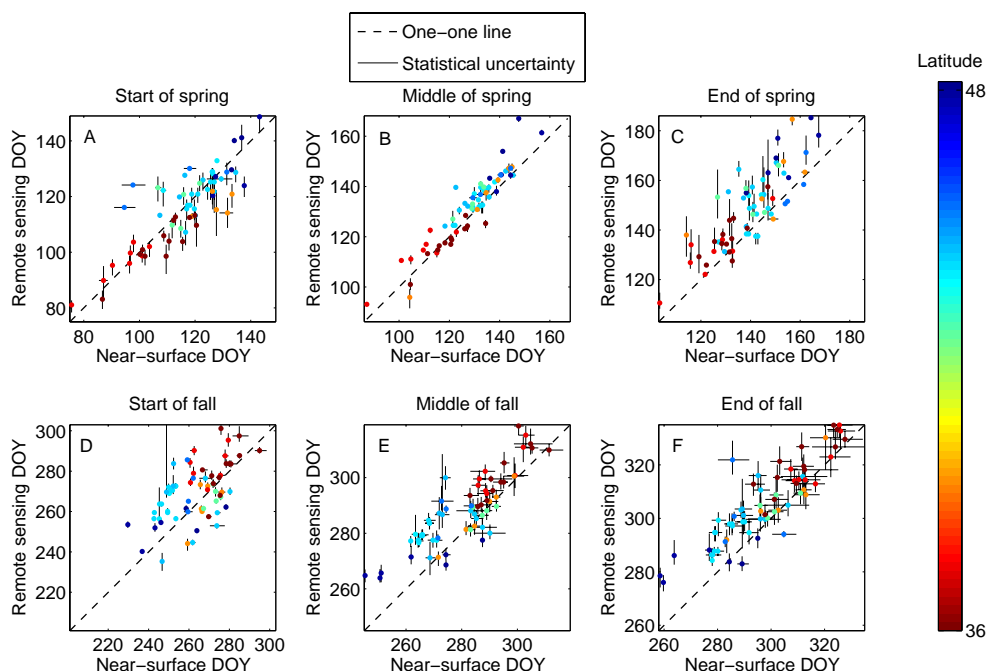 One−one line
Statistical uncertainty
Latitude
48
36
Start of spring
Middle of spring
End of spring
A
B
C
Remote sensing DOY
140
120
100
80
80 100 120 140
Near−surface DOY
Remote sensing DOY
160
140
120
100
100 120 140 160
Near−surface DOY
Remote sensing DOY
180
160
140
120
120 140 160 180
Near−surface DOY
Start of fall
Middle of fall
End of fall
D
E
F
Remote sensing DOY
300
280
260
240
220
200 220 240 260 280 300
Near−surface DOY
Remote sensing DOY
300
280
260
260 280 300
Near−surface DOY
Remote sensing DOY
320
300
280
260
260 280 300 320
Near−surface DOY